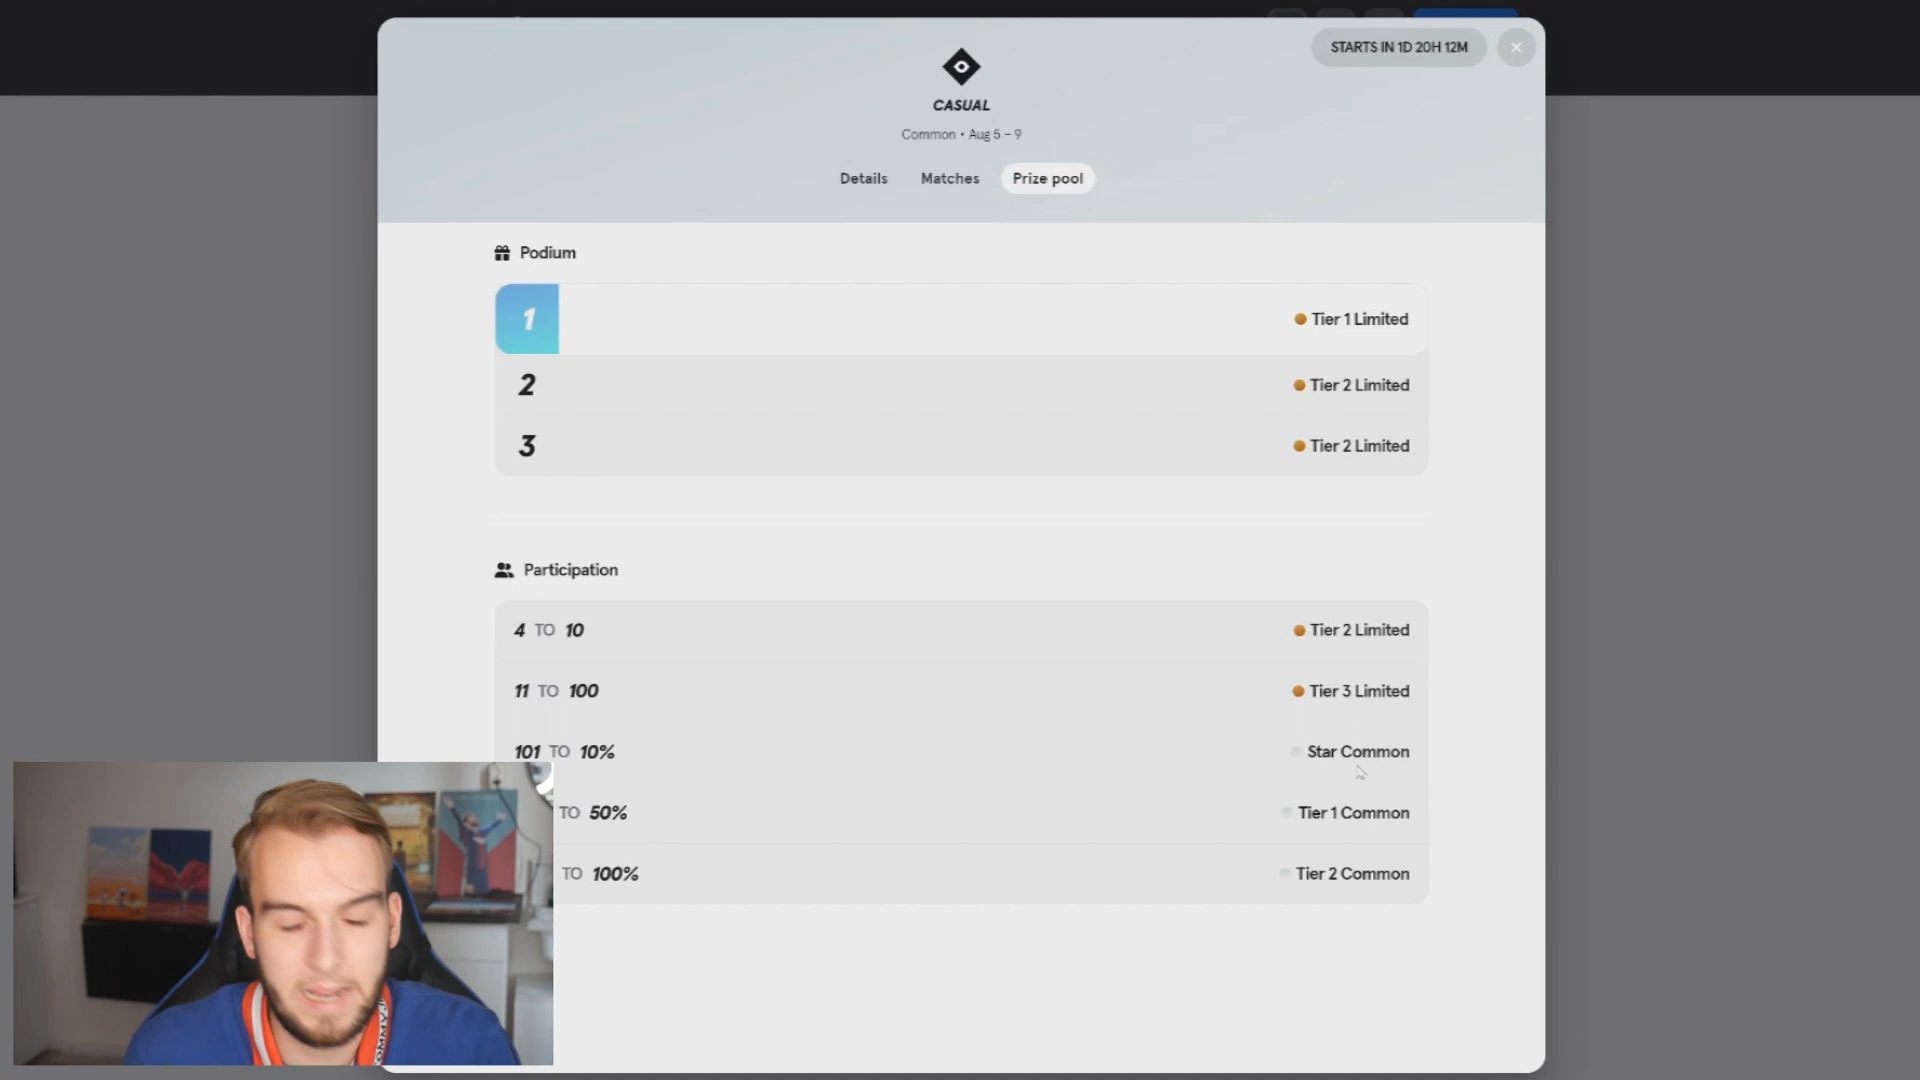 STARTS IN 1D 20H 12M
CASUAL
Common • Aug 5 – 9
Details Matches Prize pool
Podium
1 Tier 1 Limited
2 Tier 2 Limited
3 Tier 2 Limited
Participation
4 TO 10 Tier 2 Limited
11 TO 100 Tier 3 Limited
101 TO 10% Star Common
TO 50% Tier 1 Common
TO 100% Tier 2 Common